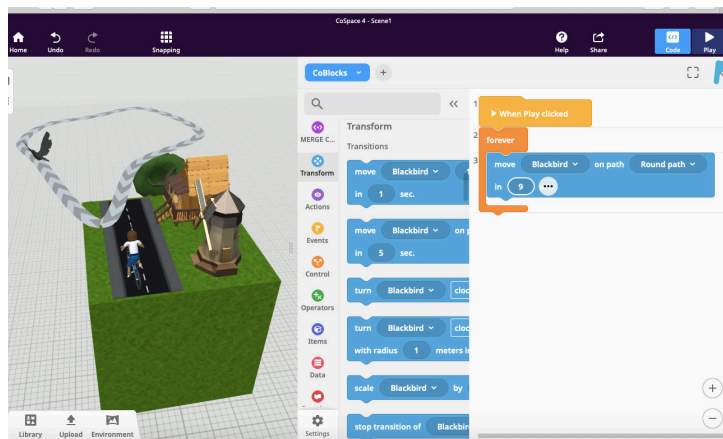 CoSpace 4 - Scene1
Home
Undo
Redo
Snapping
Help
Share
Code
Play
CoBlocks
+
MERGE C...
Transform
Actions
Events
Control
Operators
Items
Data
Settings
Transform
Transitions
move Blackbird
in 1 sec.
move Blackbird on p
in 5 sec.
turn Blackbird cloc
turn Blackbird cloc
with radius 1 meters in
scale Blackbird by
stop transition of Blackbir
1
When Play clicked
2
forever
3
move Blackbird on path Round path
in 9 •••
Library
Upload
Environment